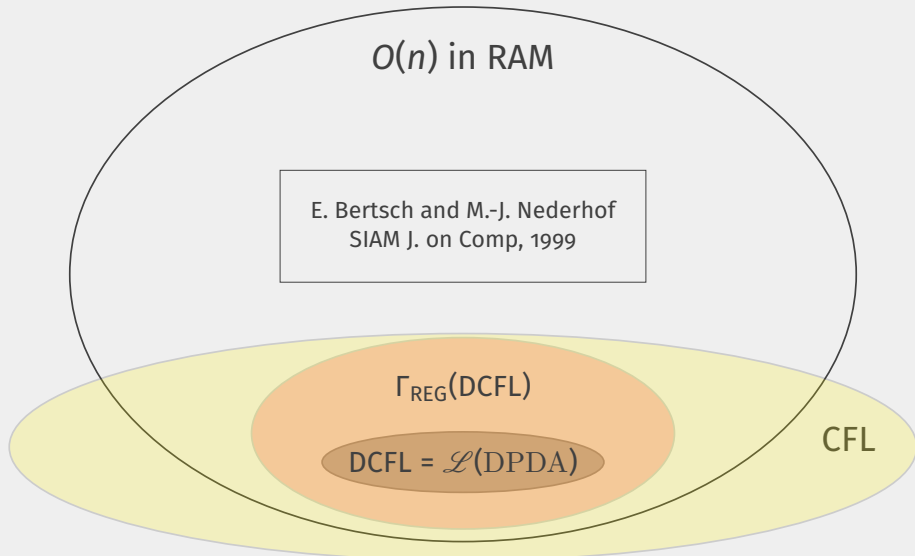 O(n) in RAM
E. Bertsch and M.-J. Nederhof
SIAM J. on Comp, 1999
Γ_REG(DCFL)
CFL
DCFL = ℒ(DPDA)